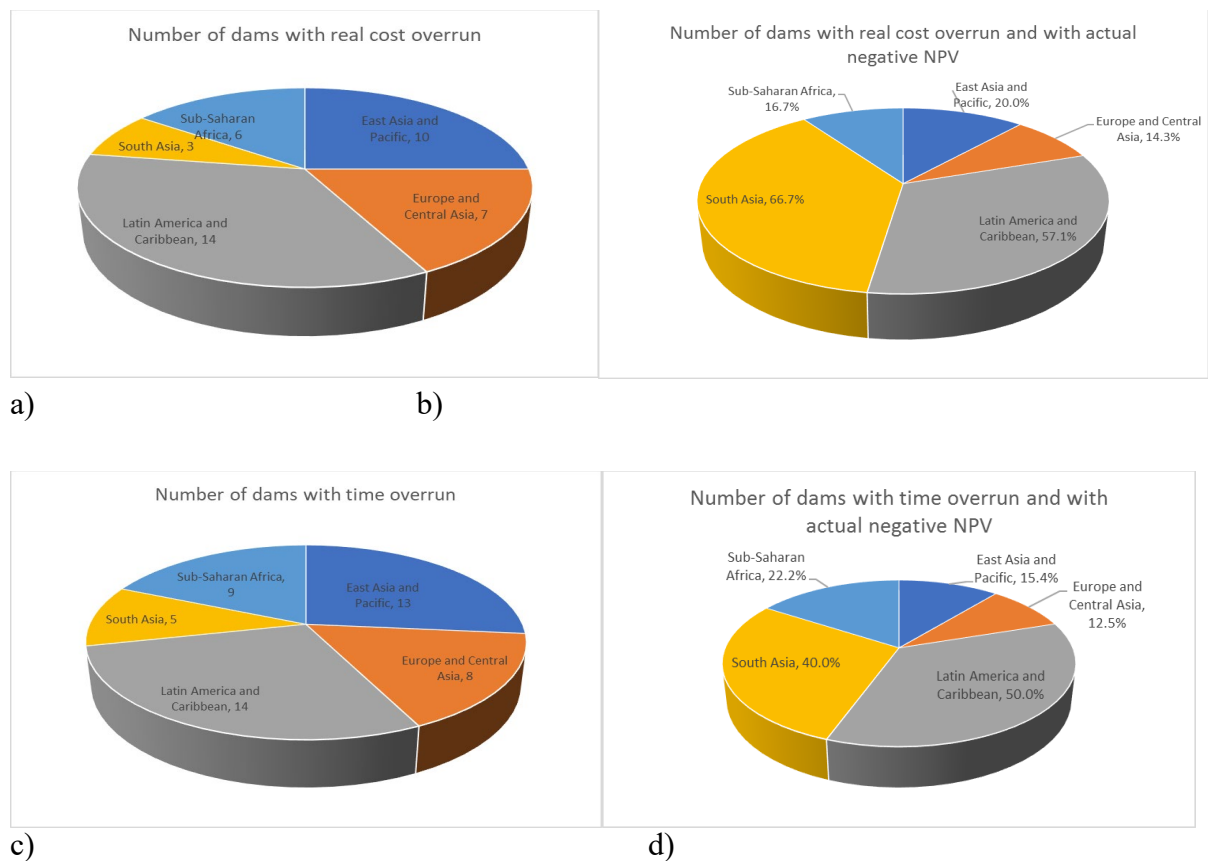 Number of dams with real cost overrun
Sub-Saharan
Africa, 6
East Asia and
Pacific, 10
South Asia, 3
Europe and
Central Asia, 7
Latin America and
Caribbean, 14
a)
Number of dams with real cost overrun and with actual
negative NPV
Sub-Saharan Africa,
16.7%
East Asia and
Pacific, 20.0%
Europe and Central
Asia, 14.3%
South Asia, 66.7%
Latin America and
Caribbean, 57.1%
b)
Number of dams with time overrun
Sub-Saharan Africa,
9
East Asia and
Pacific, 13
South Asia, 5
Europe and Central
Asia, 8
Latin America and
Caribbean, 14
c)
Number of dams with time overrun and with
actual negative NPV
Sub-Saharan
Africa, 22.2%
East Asia and
Pacific, 15.4%
Europe and
Central Asia,
12.5%
South Asia, 40.0%
Latin America and
Caribbean, 50.0%
d)